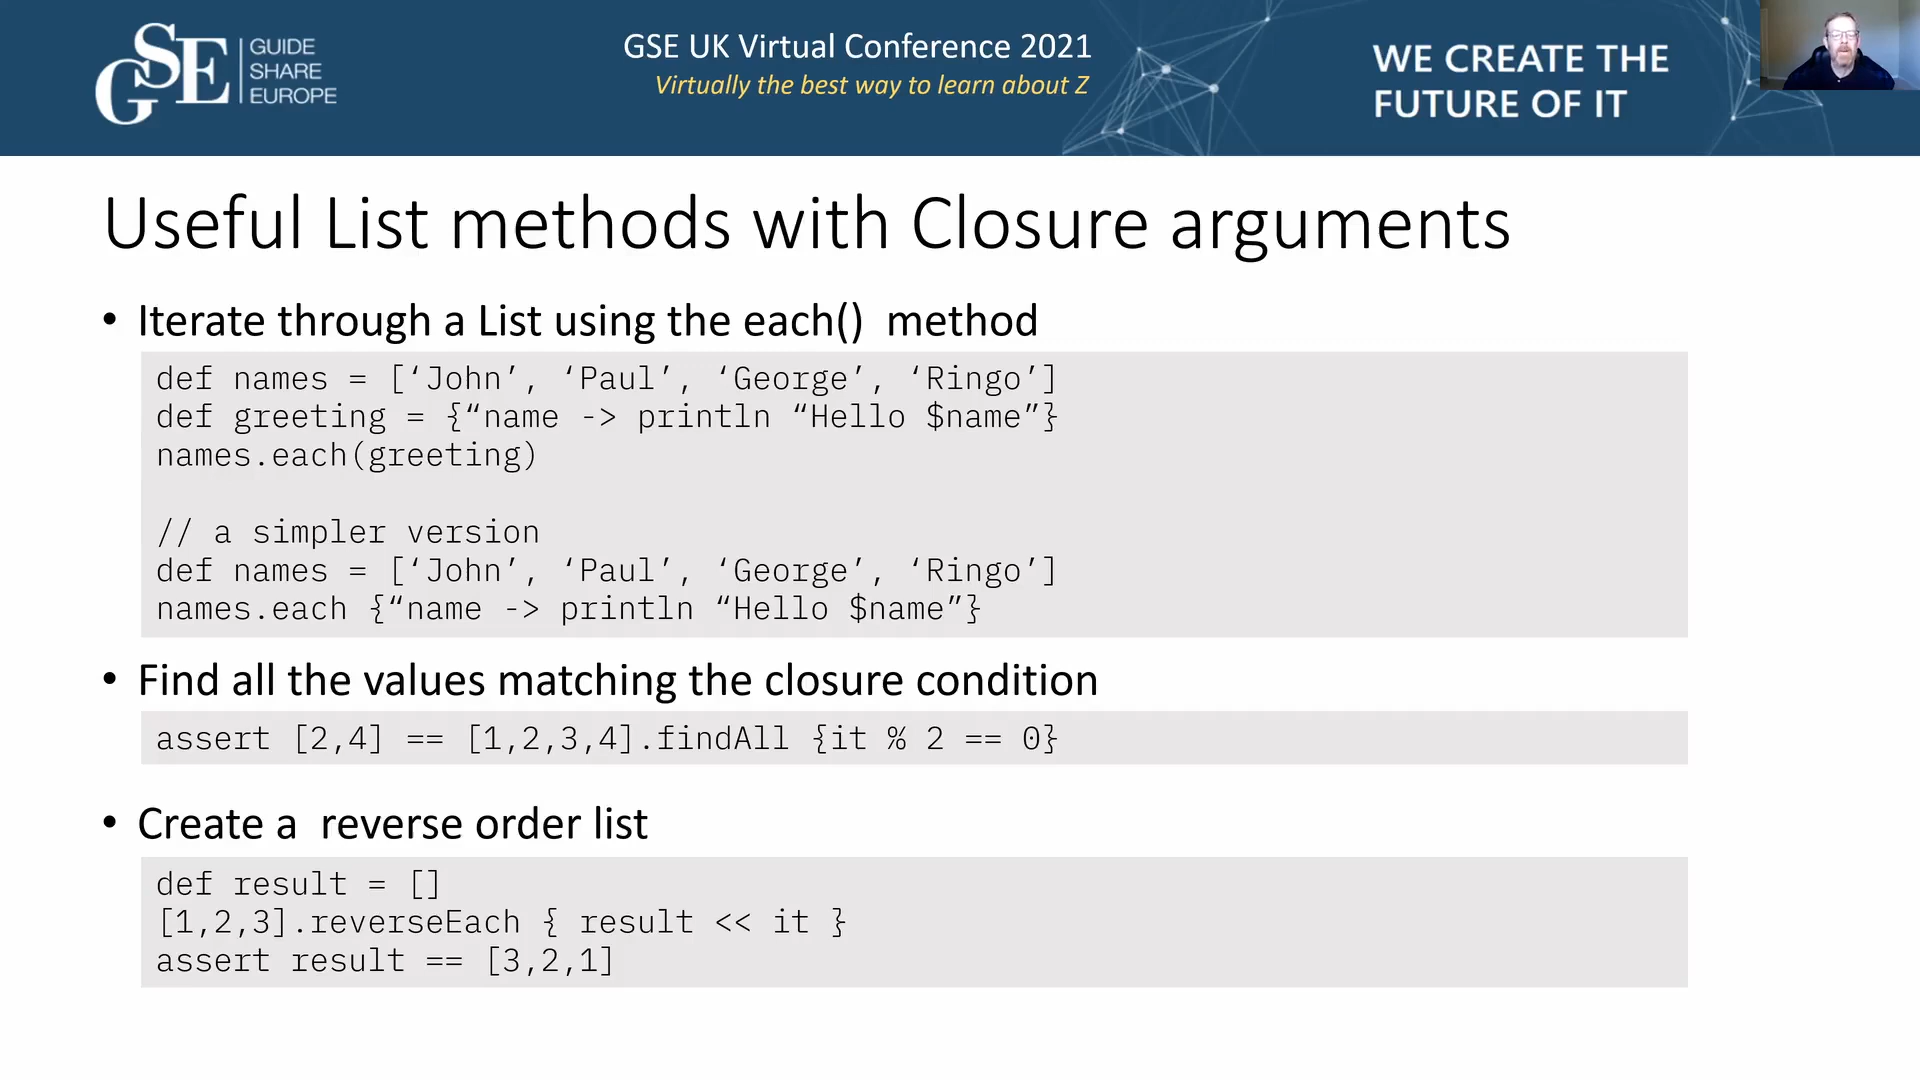 GSE
GUIDE
SHARE
EUROPE
GSE UK Virtual Conference 2021
Virtually the best way to learn about Z
WE CREATE THE
FUTURE OF IT
Useful List methods with Closure arguments
• Iterate through a List using the each()  method
def names = [‘John’, ‘Paul’, ‘George’, ‘Ringo’]
def greeting = {“name -> println “Hello $name”}
names.each(greeting)
// a simpler version
def names = [‘John’, ‘Paul’, ‘George’, ‘Ringo’]
names.each {“name -> println “Hello $name”}
• Find all the values matching the closure condition
assert [2,4] == [1,2,3,4].findAll {it % 2 == 0}
• Create a  reverse order list
def result = []
[1,2,3].reverseEach { result << it }
assert result == [3,2,1]